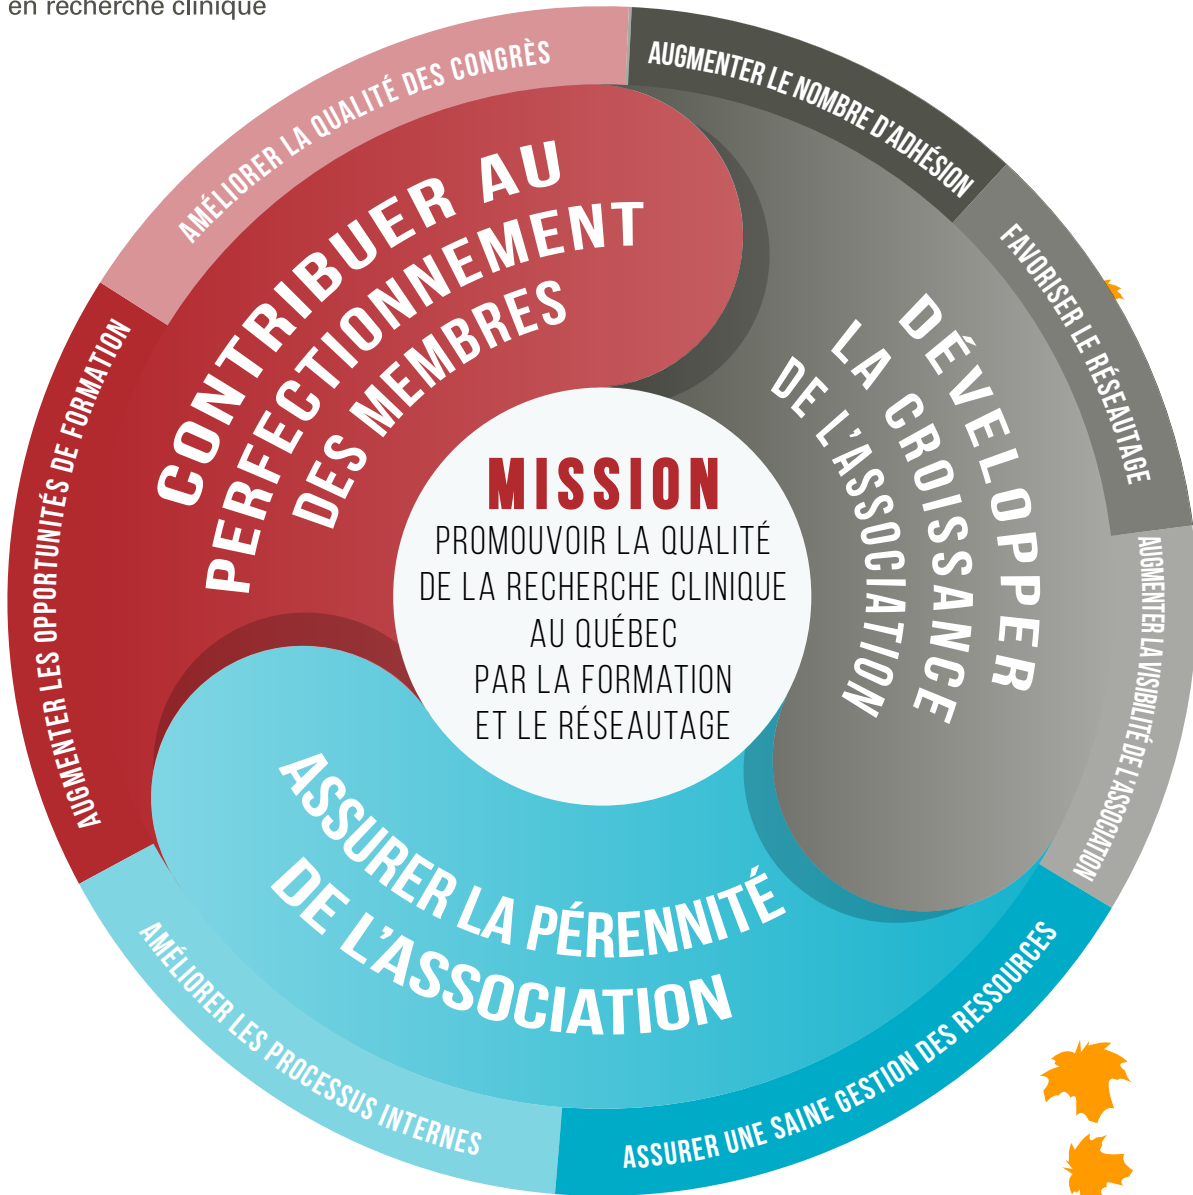 en recherche clinique
AMÉLIORER LA QUALITÉ DES CONGRÈS
AUGMENTER LE NOMBRE D'ADHÉSION
FAVORISER LE RÉSEAUTAGE
AUGMENTER LA VISIBILITÉ DE L'ASSOCIATION
ASSURER UNE SAINE GESTION DES RESSOURCES
AMÉLIORER LES PROCESSUS INTERNES
AUGMENTER LES OPPORTUNITÉS DE FORMATION
CONTRIBUER AU
PERFECTIONNEMENT
DES MEMBRES
DÉVELOPPER
LA CROISSANCE
DE L'ASSOCIATION
ASSURER LA PÉRENNITÉ
DE L'ASSOCIATION
MISSION
PROMOUVOIR LA QUALITÉ
DE LA RECHERCHE CLINIQUE
AU QUÉBEC
PAR LA FORMATION
ET LE RÉSEAUTAGE